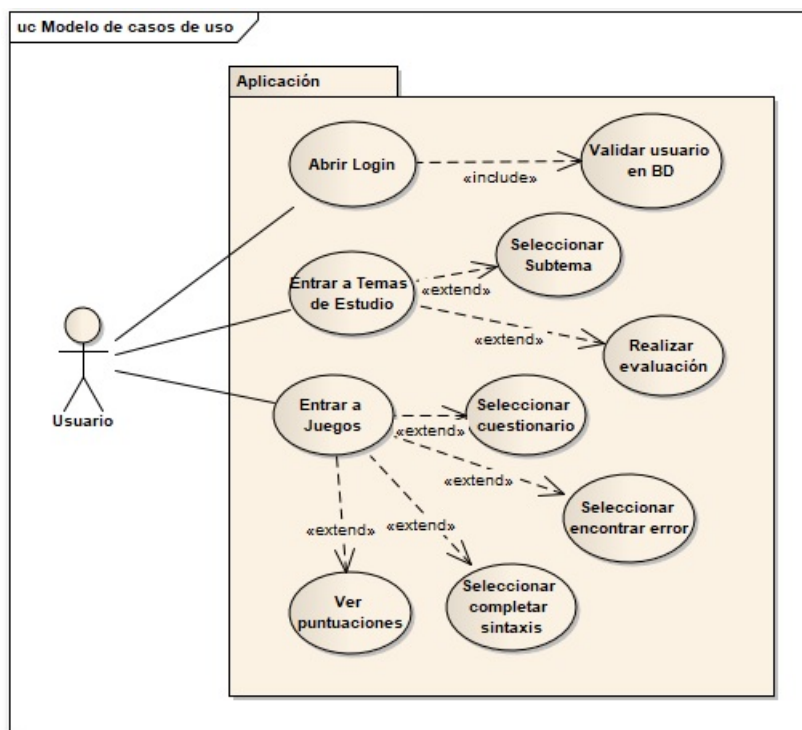 uc Modelo de casos de uso
Aplicación
Abrir Login
«include»
Validar usuario
en BD
Entrar a Temas
de Estudio
«extend»
Seleccionar
Subtema
«extend»
Realizar
evaluación
Usuario
Entrar a
Juegos
«extend»
Seleccionar
cuestionario
«extend»
Seleccionar
encontrar error
«extend»
«extend»
Ver
puntuaciones
Seleccionar
completar
sintaxis